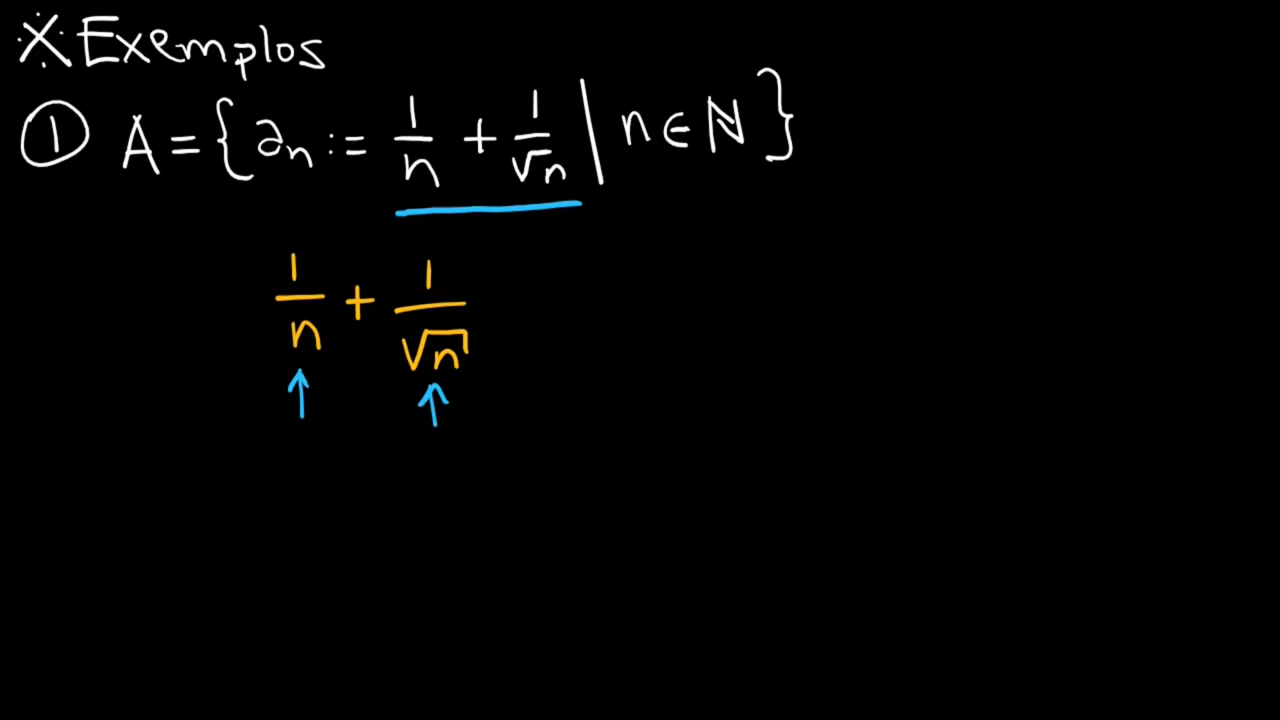 ※ Exemplos
① A = { aₙ := 1/n + 1/√n | n ∈ ℕ }
1/n + 1/√n
↑ ↑